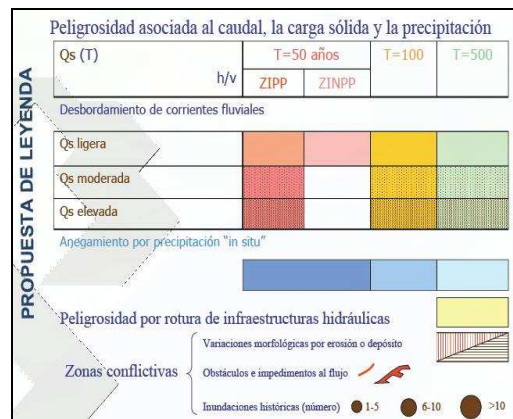 Peligrosidad asociada al caudal, la carga sólida y la precipitación
Qs (T)
T=50 años
T=100
T=500
h/v
ZIPP
ZINPP
Desbordamiento de corrientes fluviales
Qs ligera
Qs moderada
Qs elevada
Anegamiento por precipitación "in situ"
Peligrosidad por rotura de infraestructuras hidráulicas
Zonas conflictivas
Variaciones morfológicas por erosión o depósito
Obstáculos e impedimentos al flujo
Inundaciones históricas (número)
1-5
6-10
>10
PROPUESTA DE LEYENDA